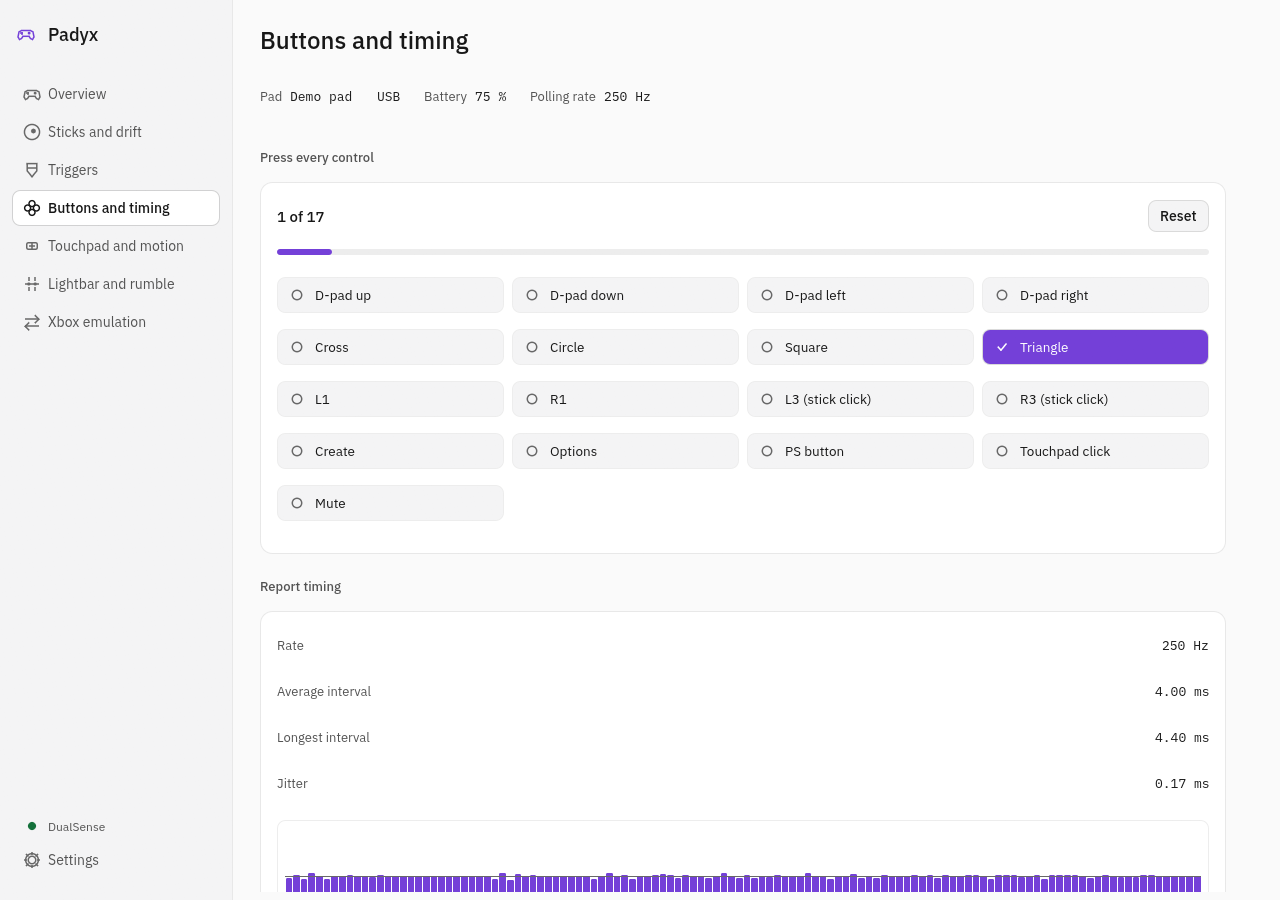 Padyx
Overview
Sticks and drift
Triggers
Buttons and timing
Touchpad and motion
Lightbar and rumble
Xbox emulation
DualSense
Settings
Buttons and timing
Pad Demo pad USB Battery 75 % Polling rate 250 Hz
Press every control
1 of 17 Reset
D-pad up D-pad down D-pad left D-pad right
Cross Circle Square Triangle
L1 R1 L3 (stick click) R3 (stick click)
Create Options PS button Touchpad click
Mute
Report timing
Rate 250 Hz
Average interval 4.00 ms
Longest interval 4.40 ms
Jitter 0.17 ms